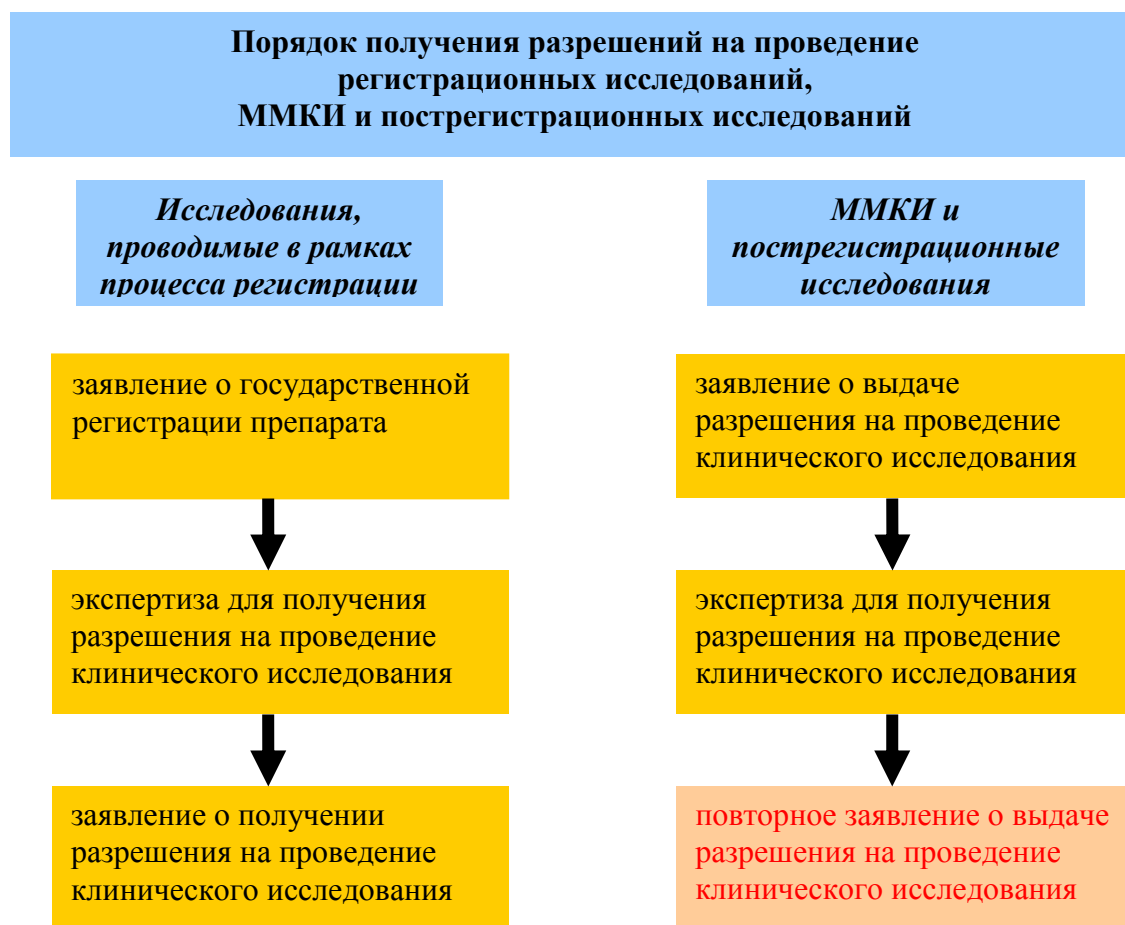 Порядок получения разрешений на проведение
регистрационных исследований,
ММКИ и пострегистрационных исследований
Исследования,
проводимые в рамках
процесса регистрации
ММКИ и
пострегистрационные
исследования
заявление о государственной
регистрации препарата
заявление о выдаче
разрешения на проведение
клинического исследования
экспертиза для получения
разрешения на проведение
клинического исследования
экспертиза для получения
разрешения на проведение
клинического исследования
заявление о получении
разрешения на проведение
клинического исследования
повторное заявление о выдаче
разрешения на проведение
клинического исследования